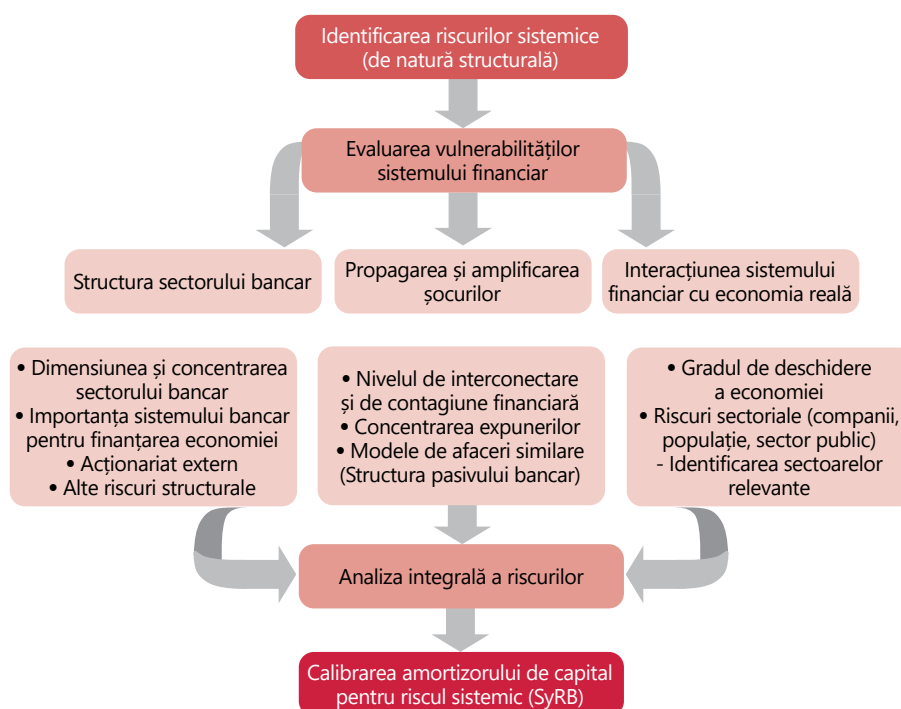 Identificarea riscurilor sistemice
(de natură structurală)
Evaluarea vulnerabilităților
sistemului financiar
Structura sectorului bancar
Propagarea și amplificarea
șocurilor
Interacțiunea sistemului
financiar cu economia reală
• Dimensiunea și concentrarea
sectorului bancar
• Importanța sistemului bancar
pentru finanțarea economiei
• Acționariat extern
• Alte riscuri structurale
• Nivelul de interconectare
și de contagiune financiară
• Concentrarea expunerilor
• Modele de afaceri similare
(Structura pasivului bancar)
• Gradul de deschidere
a economiei
• Riscuri sectoriale (companii,
populație, sector public)
- Identificarea sectoarelor
relevante
Analiza integrală a riscurilor
Calibrarea amortizorului de capital
pentru riscul sistemic (SyRB)